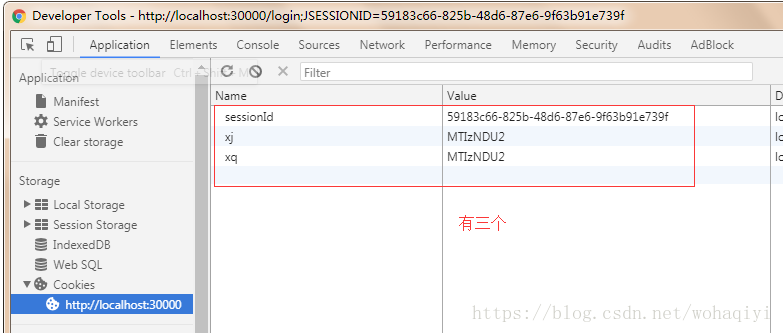 Developer Tools - http://localhost:30000/login;JSESSIONID=59183c66-825b-48d6-87e6-9f63b91e739f
Application Elements Sources Network Performance Memory Security Audits AdBlock
Toggle device toolbar Ctrl + Shift + M
Application
Filter
Manifest
Service Workers
Clear storage
Name Value D
sessionId 59183c66-825b-48d6-87e6-9f63b91e739f lo
xj MTIzNDU2 lo
xq MTIzNDU2 lo
有三个
Storage
Local Storage
Session Storage
IndexedDB
Web SQL
Cookies
http://localhost:30000
https://blog.csdn.net/wohaqiyi